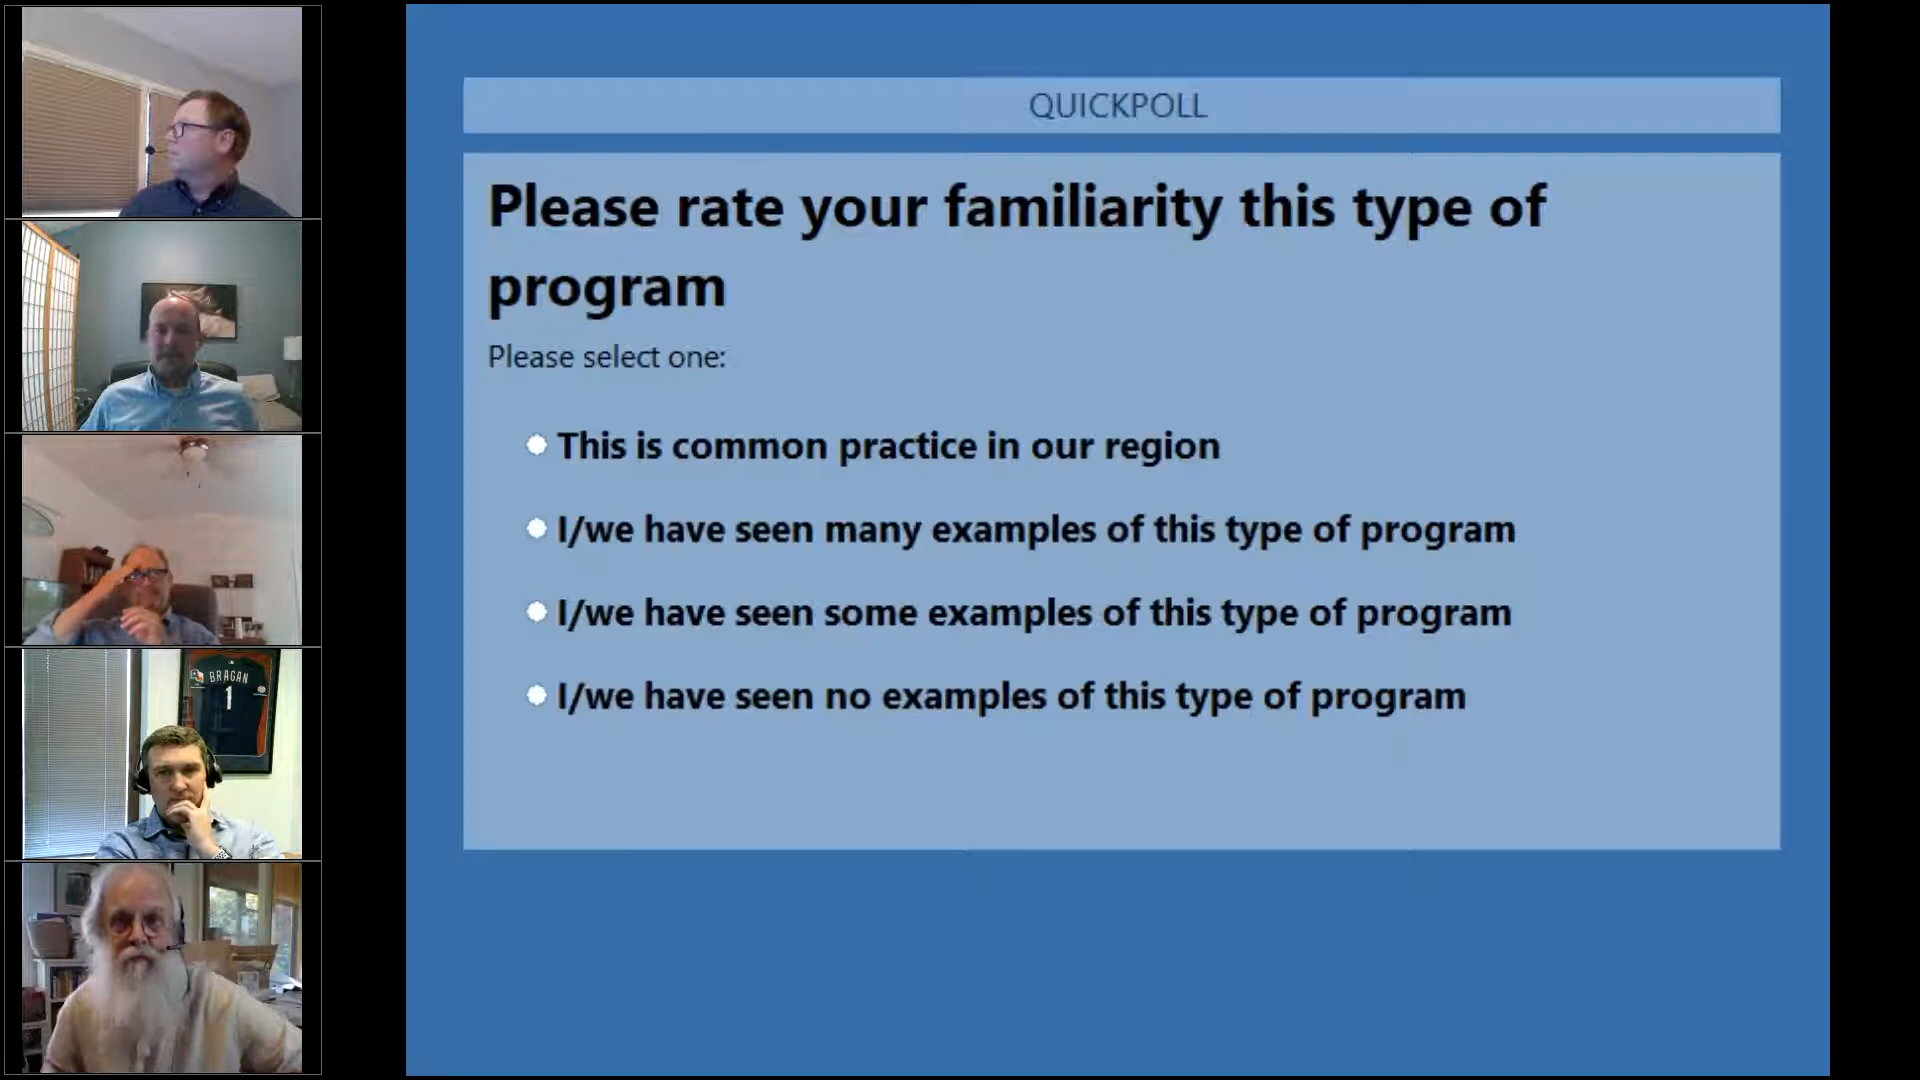 QUICKPOLL
Please rate your familiarity this type of
program
Please select one:
This is common practice in our region
I/we have seen many examples of this type of program
I/we have seen some examples of this type of program
I/we have seen no examples of this type of program
BRAGAN
1